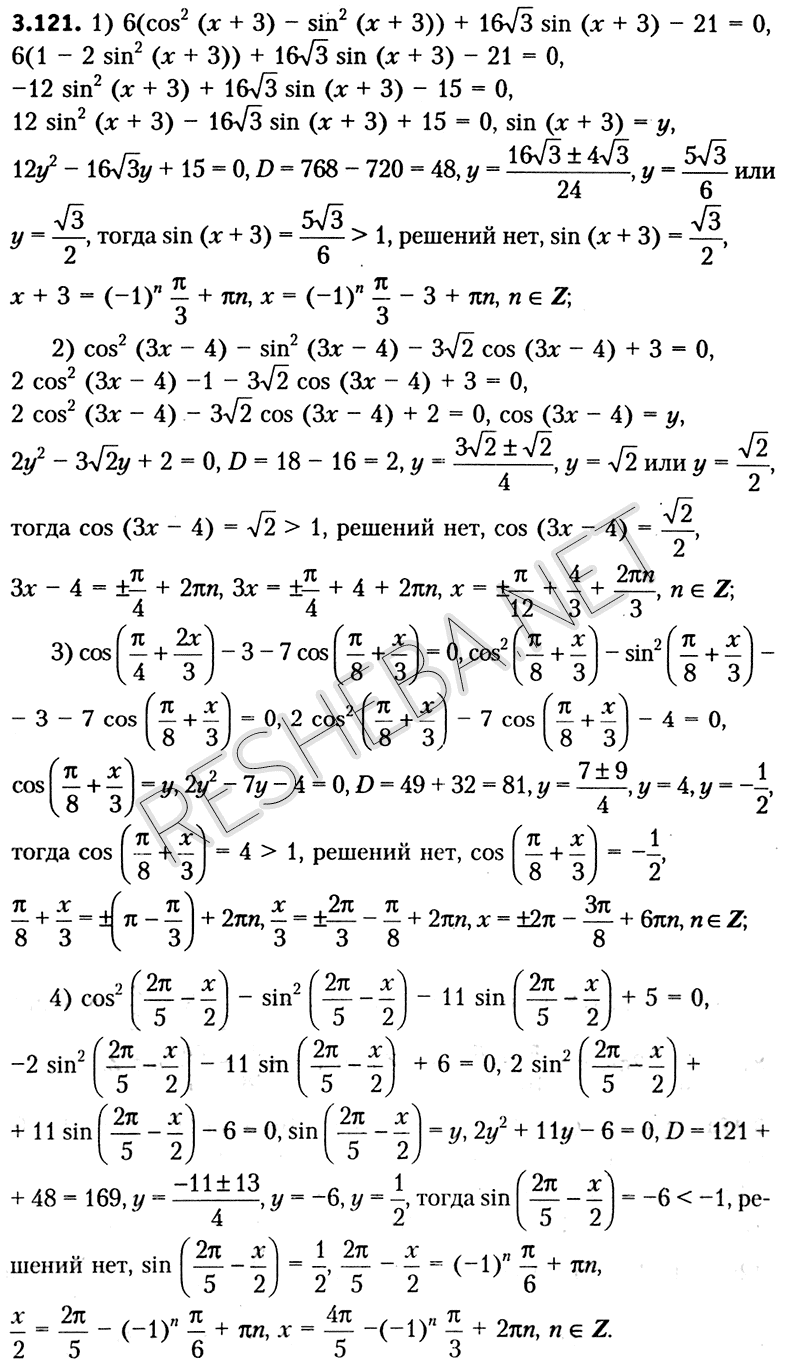 3.121. 1) 6(cos² (x + 3) − sin² (x + 3)) + 16√3 sin (x + 3) − 21 = 0,
6(1 − 2 sin² (x + 3)) + 16√3 sin (x + 3) − 21 = 0,
−12 sin² (x + 3) + 16√3 sin (x + 3) − 15 = 0,
12 sin² (x + 3) − 16√3 sin (x + 3) + 15 = 0, sin (x + 3) = y,
12y² − 16√3y + 15 = 0, D = 768 − 720 = 48, y = (16√3 ± 4√3)/24, y = 5√3/6 или
y = √3/2, тогда sin (x + 3) = 5√3/6 > 1, решений нет, sin (x + 3) = √3/2,
x + 3 = (−1)ⁿ π/3 + πn, x = (−1)ⁿ π/3 − 3 + πn, n ∈ Z;
2) cos² (3x − 4) − sin² (3x − 4) − 3√2 cos (3x − 4) + 3 = 0,
2 cos² (3x − 4) −1 − 3√2 cos (3x − 4) + 3 = 0,
2 cos² (3x − 4) − 3√2 cos (3x − 4) + 2 = 0, cos (3x − 4) = y,
2y² − 3√2y + 2 = 0, D = 18 − 16 = 2, y = (3√2 ± √2)/4, y = √2 или y = √2/2,
тогда cos (3x − 4) = √2 > 1, решений нет, cos (3x − 4) = √2/2,
3x − 4 = ±π/4 + 2πn, 3x = ±π/4 + 4 + 2πn, x = ±π/12 + 4/3 + 2πn/3, n ∈ Z;
3) cos(π/4 + 2x/3) − 3 − 7 cos(π/8 + x/3) = 0, cos²(π/8 + x/3) − sin²(π/8 + x/3) −
− 3 − 7 cos (π/8 + x/3) = 0, 2 cos² (π/8 + x/3) − 7 cos (π/8 + x/3) − 4 = 0,
cos(π/8 + x/3) = y, 2y² − 7y − 4 = 0, D = 49 + 32 = 81, y = (7 ± 9)/4, y = 4, y = −1/2,
тогда cos (π/8 + x/3) = 4 > 1, решений нет, cos (π/8 + x/3) = −1/2,
π/8 + x/3 = ±(π − π/3) + 2πn, x/3 = ±2π/3 − π/8 + 2πn, x = ±2π − 3π/8 + 6πn, n ∈ Z;
4) cos² (2π/5 − x/2) − sin² (2π/5 − x/2) − 11 sin (2π/5 − x/2) + 5 = 0,
−2 sin² (2π/5 − x/2) − 11 sin (2π/5 − x/2) + 6 = 0, 2 sin² (2π/5 − x/2) +
+ 11 sin(2π/5 − x/2) − 6 = 0, sin(2π/5 − x/2) = y, 2y² + 11y − 6 = 0, D = 121 +
+ 48 = 169, y = (−11 ± 13)/4, y = −6, y = 1/2, тогда sin (2π/5 − x/2) = −6 < −1, ре-
шений нет, sin (2π/5 − x/2) = 1/2, 2π/5 − x/2 = (−1)ⁿ π/6 + πn,
x/2 = 2π/5 − (−1)ⁿ π/6 + πn, x = 4π/5 −(−1)ⁿ π/3 + 2πn, n ∈ Z.
RESHEBA.NET